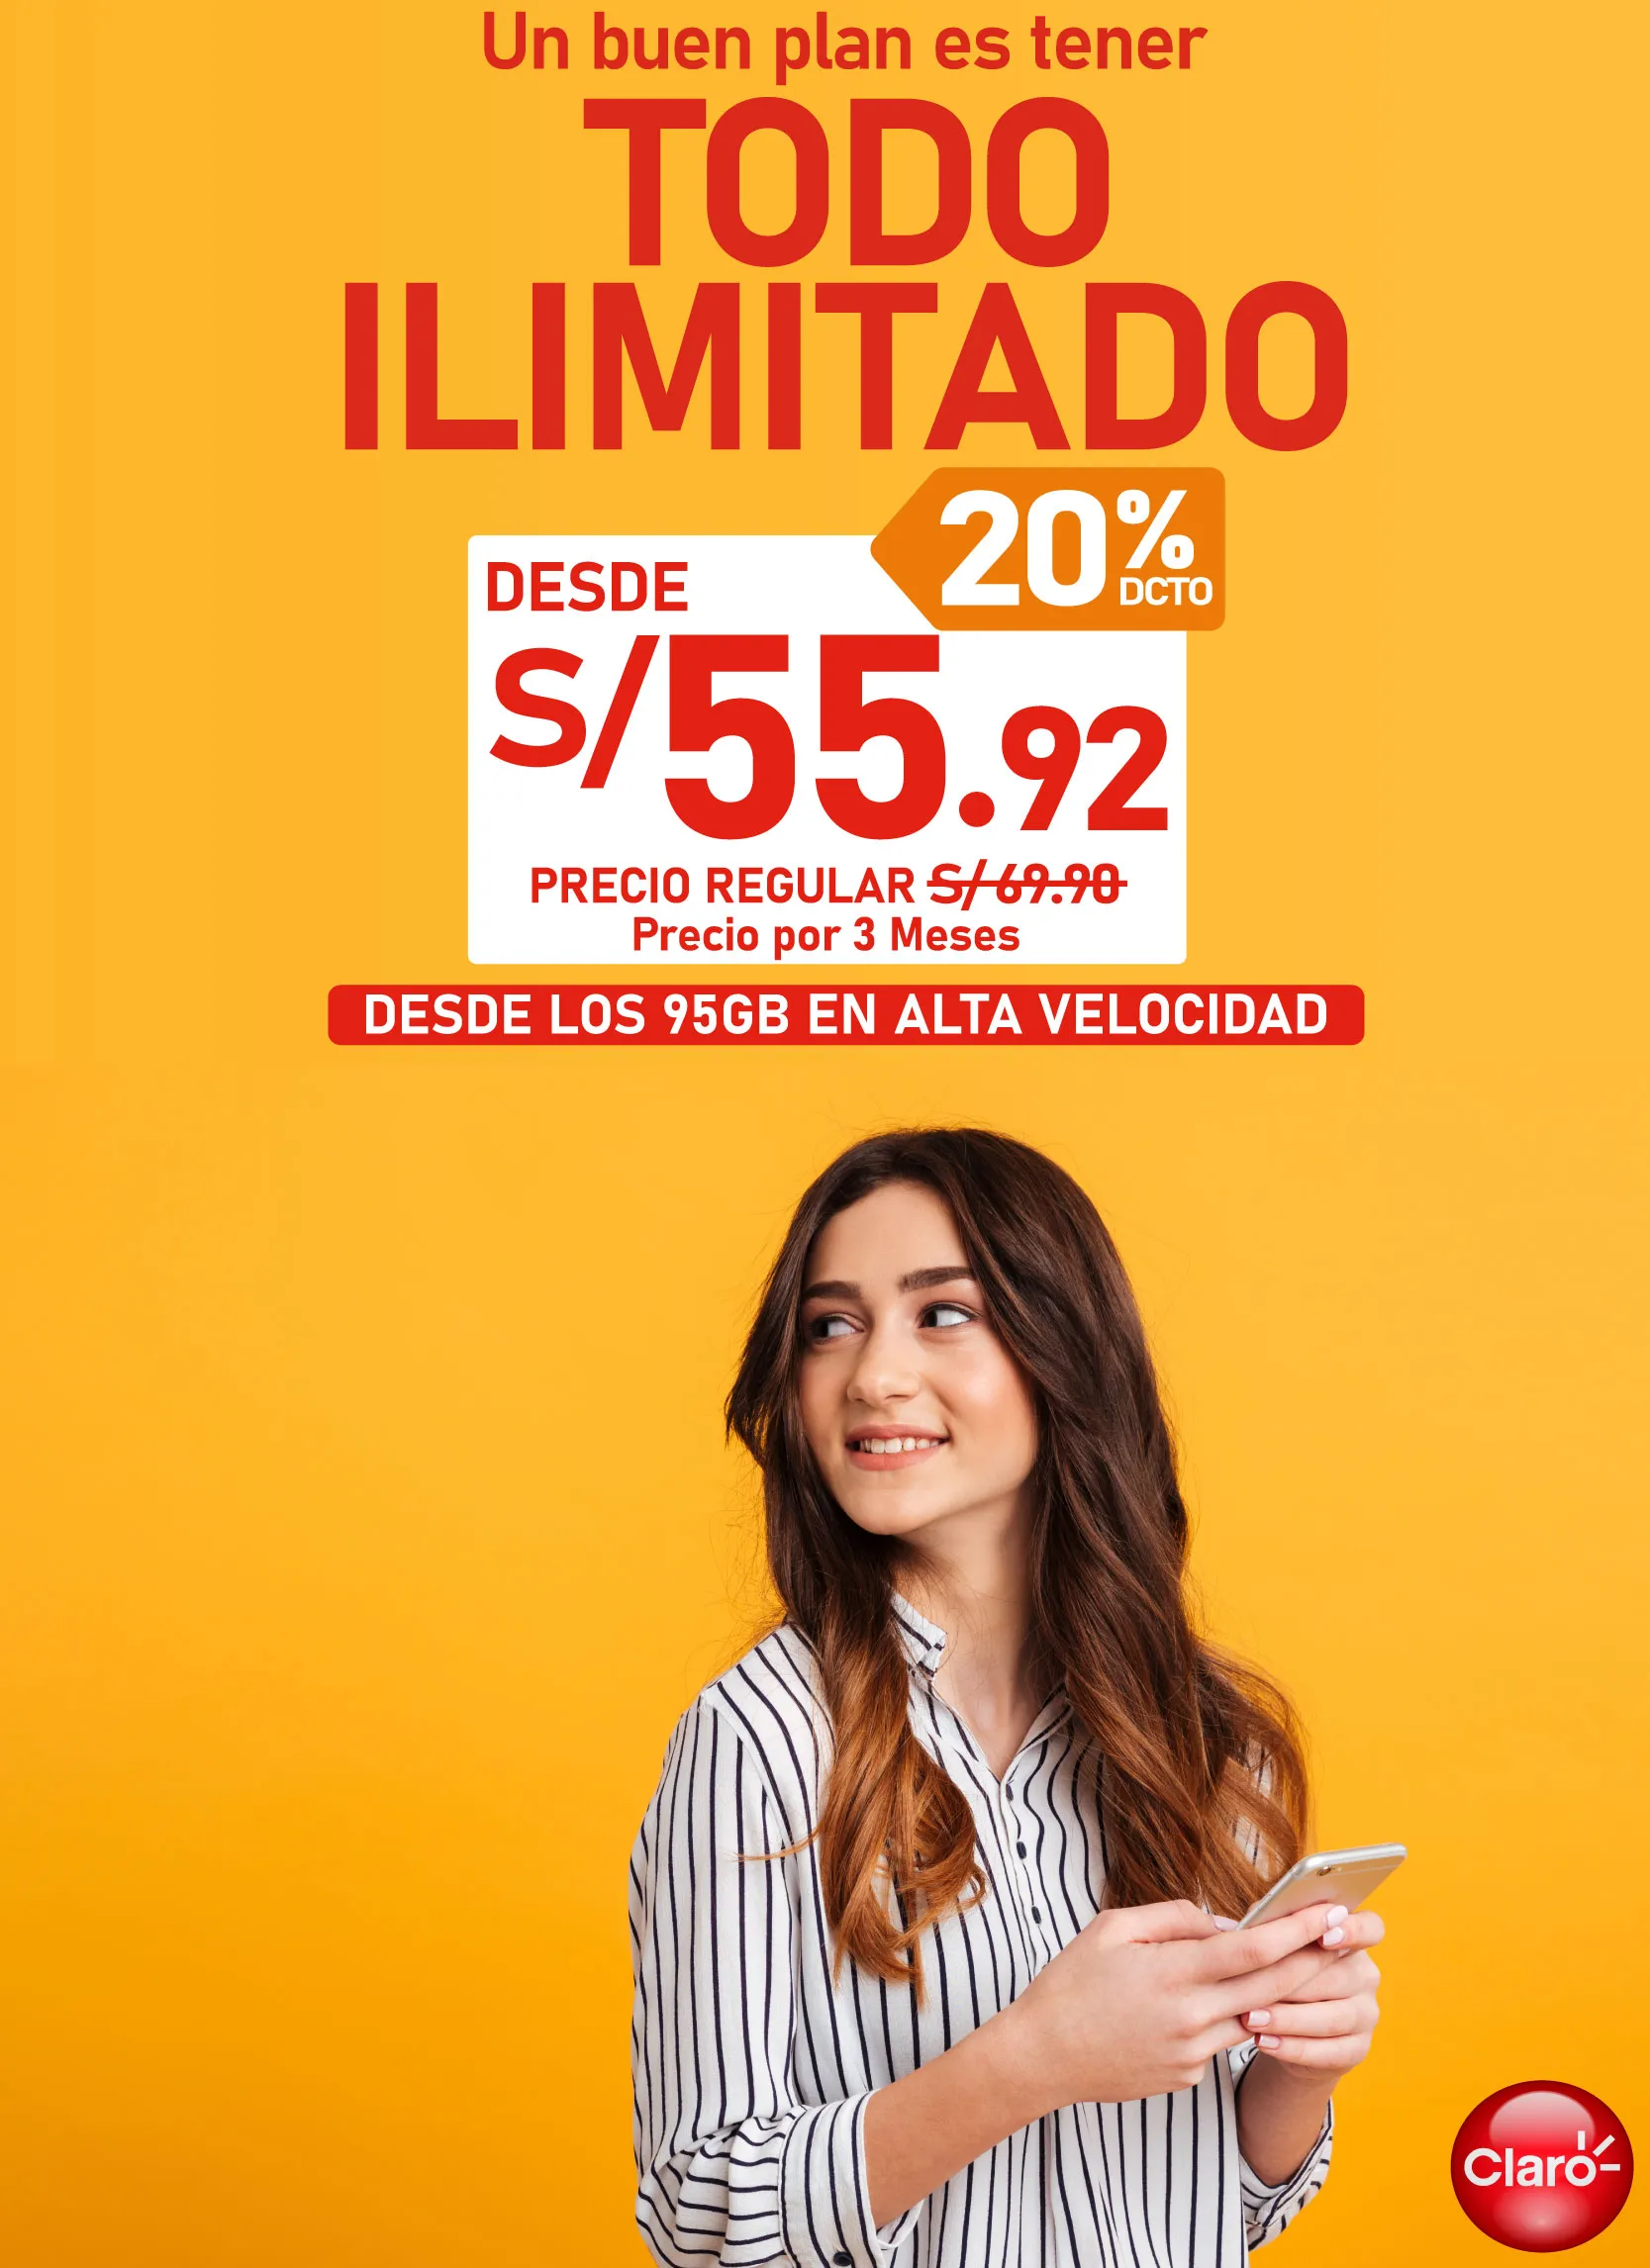 Un buen plan es tener
TODO
ILIMITADO
20% DCTO
DESDE
S/55.92
PRECIO REGULAR S/69.90
Precio por 3 Meses
DESDE LOS 95GB EN ALTA VELOCIDAD
Claro